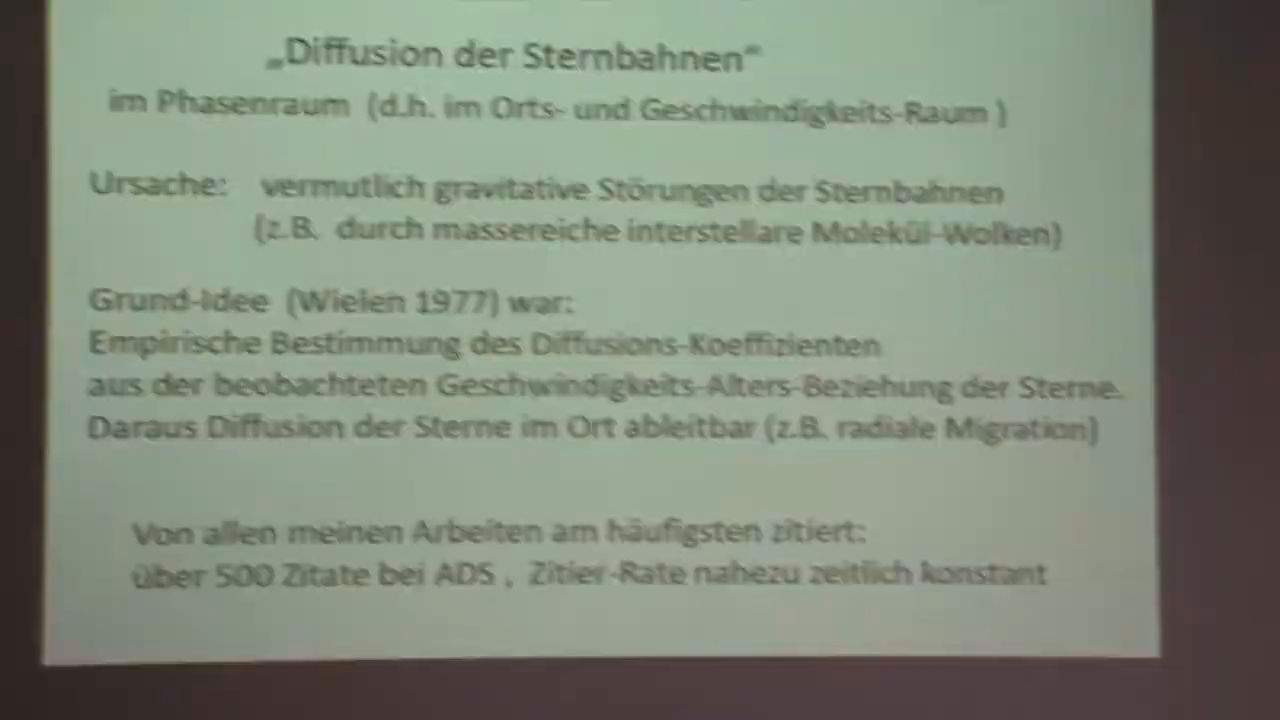 „Diffusion der Sternbahnen“
im Phasenraum (d.h. im Orts- und Geschwindigkeits-Raum )
Ursache: vermutlich gravitative Störungen der Sternbahnen
(z.B. durch massereiche interstellare Molekül-Wolken)
Grund-Idee (Wielen 1977) war:
Empirische Bestimmung des Diffusions-Koeffizienten
aus der beobachteten Geschwindigkeits-Alters-Beziehung der Sterne.
Daraus Diffusion der Sterne im Ort ableitbar (z.B. radiale Migration)
Von allen meinen Arbeiten am häufigsten zitiert:
über 500 Zitate bei ADS , Zitier-Rate nahezu zeitlich konstant